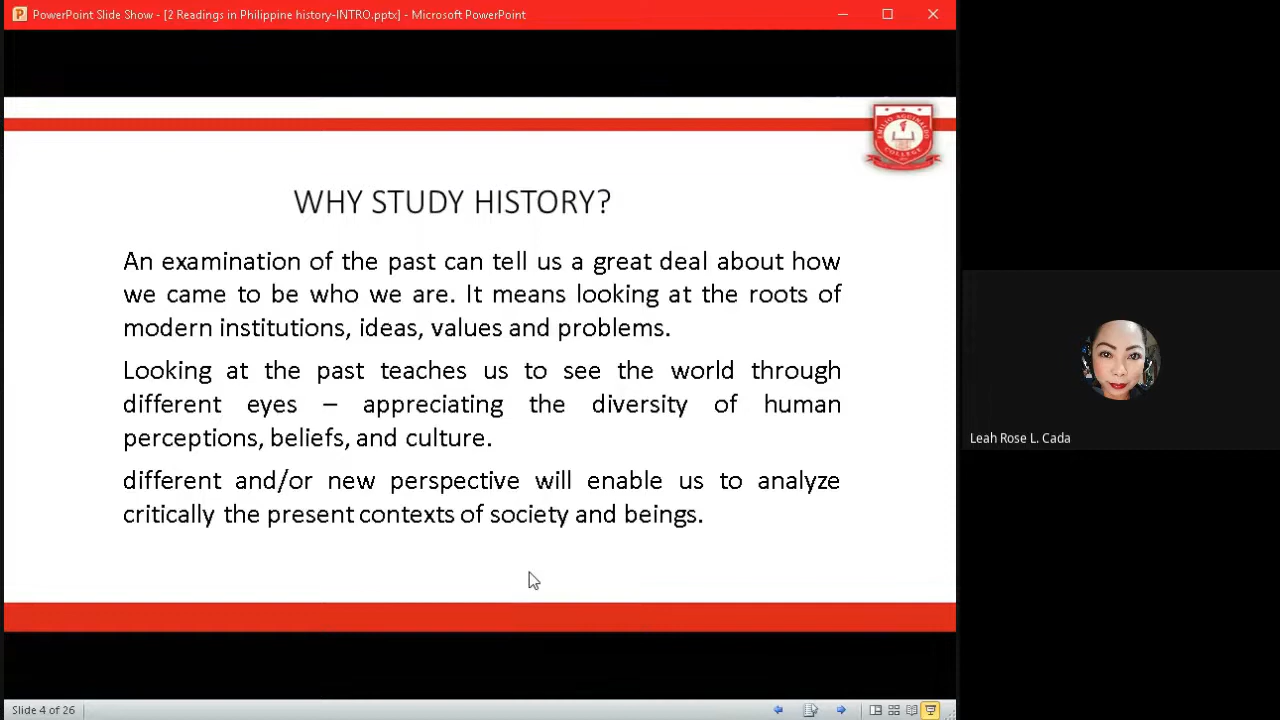 PowerPoint Slide Show - [2 Readings in Philippine history-INTRO.pptx] - Microsoft PowerPoint
EMILIO AGUINALDO
COLLEGE
WHY STUDY HISTORY?
An examination of the past can tell us a great deal about how
we came to be who we are. It means looking at the roots of
modern institutions, ideas, values and problems.
Looking at the past teaches us to see the world through
different eyes – appreciating the diversity of human
perceptions, beliefs, and culture.
different and/or new perspective will enable us to analyze
critically the present contexts of society and beings.
Leah Rose L. Cada
Slide 4 of 26